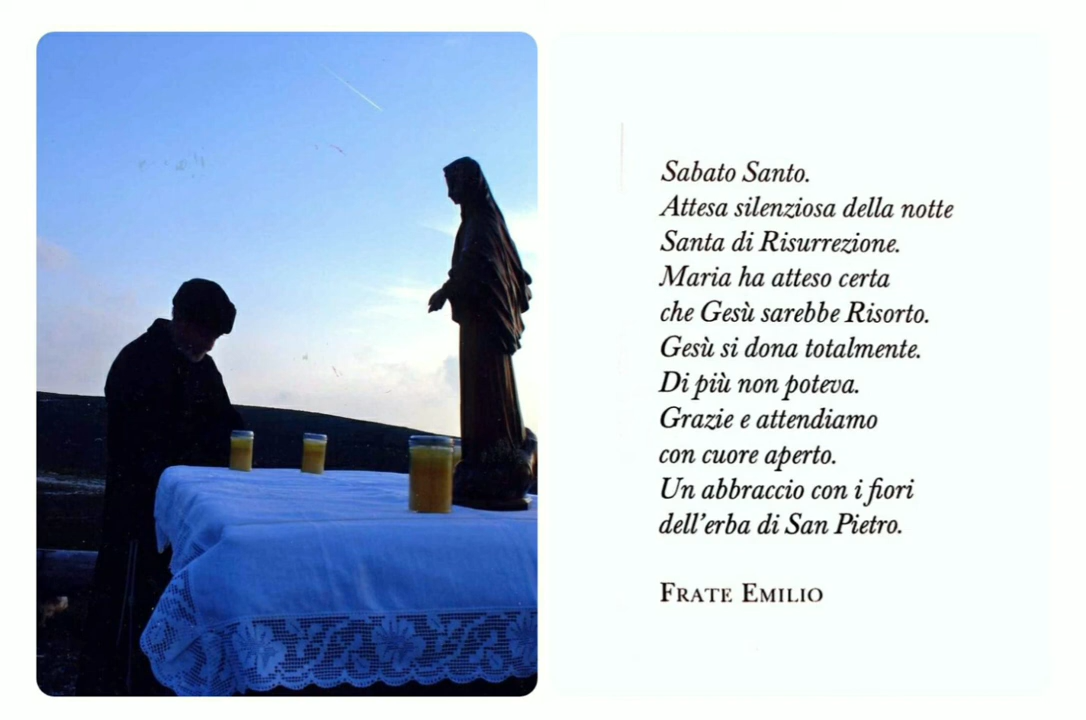 Sabato Santo.
Attesa silenziosa della notte
Santa di Risurrezione.
Maria ha atteso certa
che Gesù sarebbe Risorto.
Gesù si dona totalmente.
Di più non poteva.
Grazie e attendiamo
con cuore aperto.
Un abbraccio con i fiori
dell'erba di San Pietro.
FRATE EMILIO